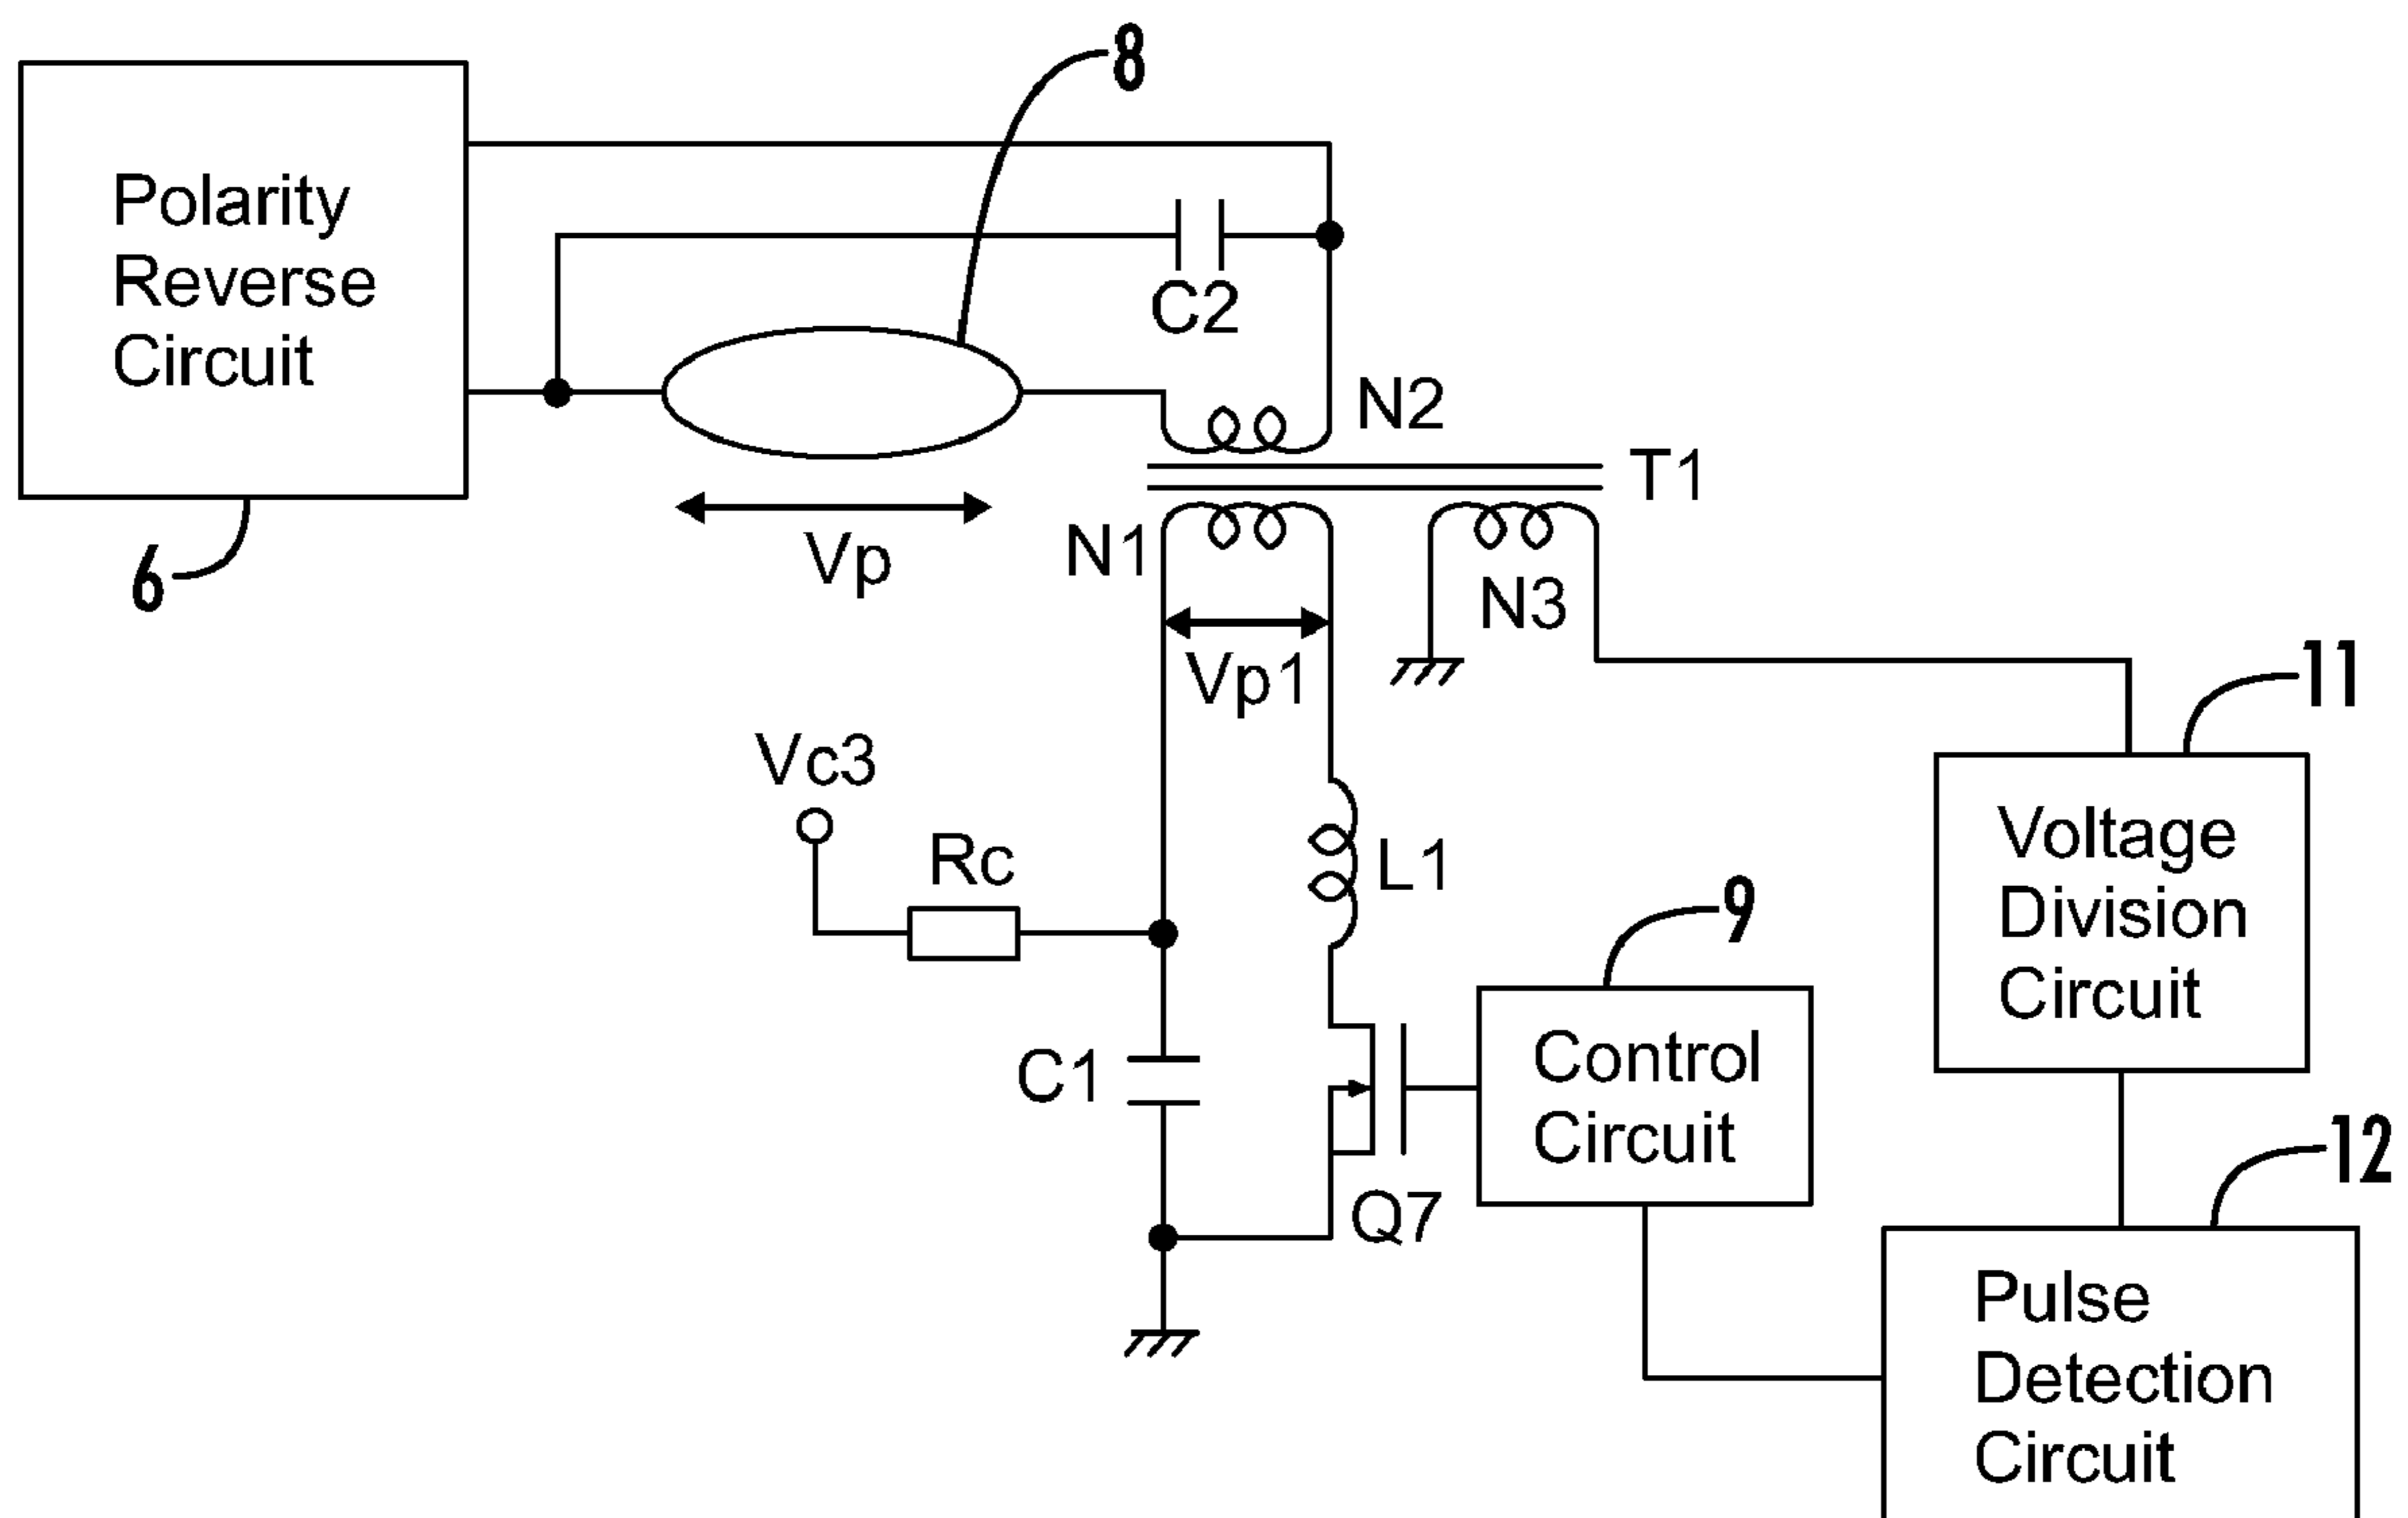 8
Polarity
Reverse
Circuit
C2
N2
T1
6
Vp
N1
N3
Vp1
11
Vc3
Rc
L1
Voltage
Division
Circuit
9
C1
Control
Circuit
Q7
12
Pulse
Detection
Circuit